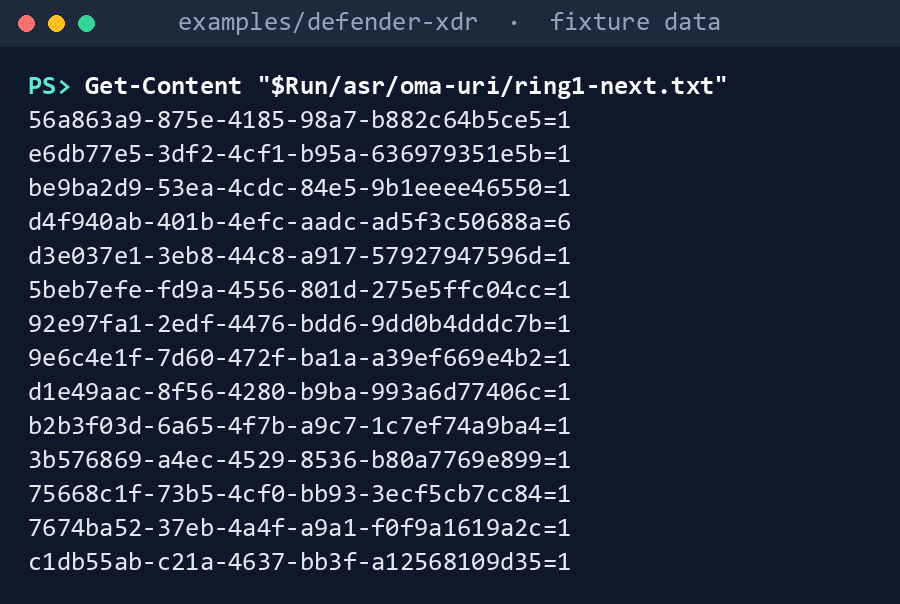 examples/defender-xdr · fixture data
PS> Get-Content "$Run/asr/oma-uri/ring1-next.txt"
56a863a9-875e-4185-98a7-b882c64b5ce5=1
e6db77e5-3df2-4cf1-b95a-636979351e5b=1
be9ba2d9-53ea-4cdc-84e5-9b1eeee46550=1
d4f940ab-401b-4efc-aadc-ad5f3c50688a=6
d3e037e1-3eb8-44c8-a917-57927947596d=1
5beb7efe-fd9a-4556-801d-275e5ffc04cc=1
92e97fa1-2edf-4476-bdd6-9dd0b4dddc7b=1
9e6c4e1f-7d60-472f-ba1a-a39ef669e4b2=1
d1e49aac-8f56-4280-b9ba-993a6d77406c=1
b2b3f03d-6a65-4f7b-a9c7-1c7ef74a9ba4=1
3b576869-a4ec-4529-8536-b80a7769e899=1
75668c1f-73b5-4cf0-bb93-3ecf5cb7cc84=1
7674ba52-37eb-4a4f-a9a1-f0f9a1619a2c=1
c1db55ab-c21a-4637-bb3f-a12568109d35=1